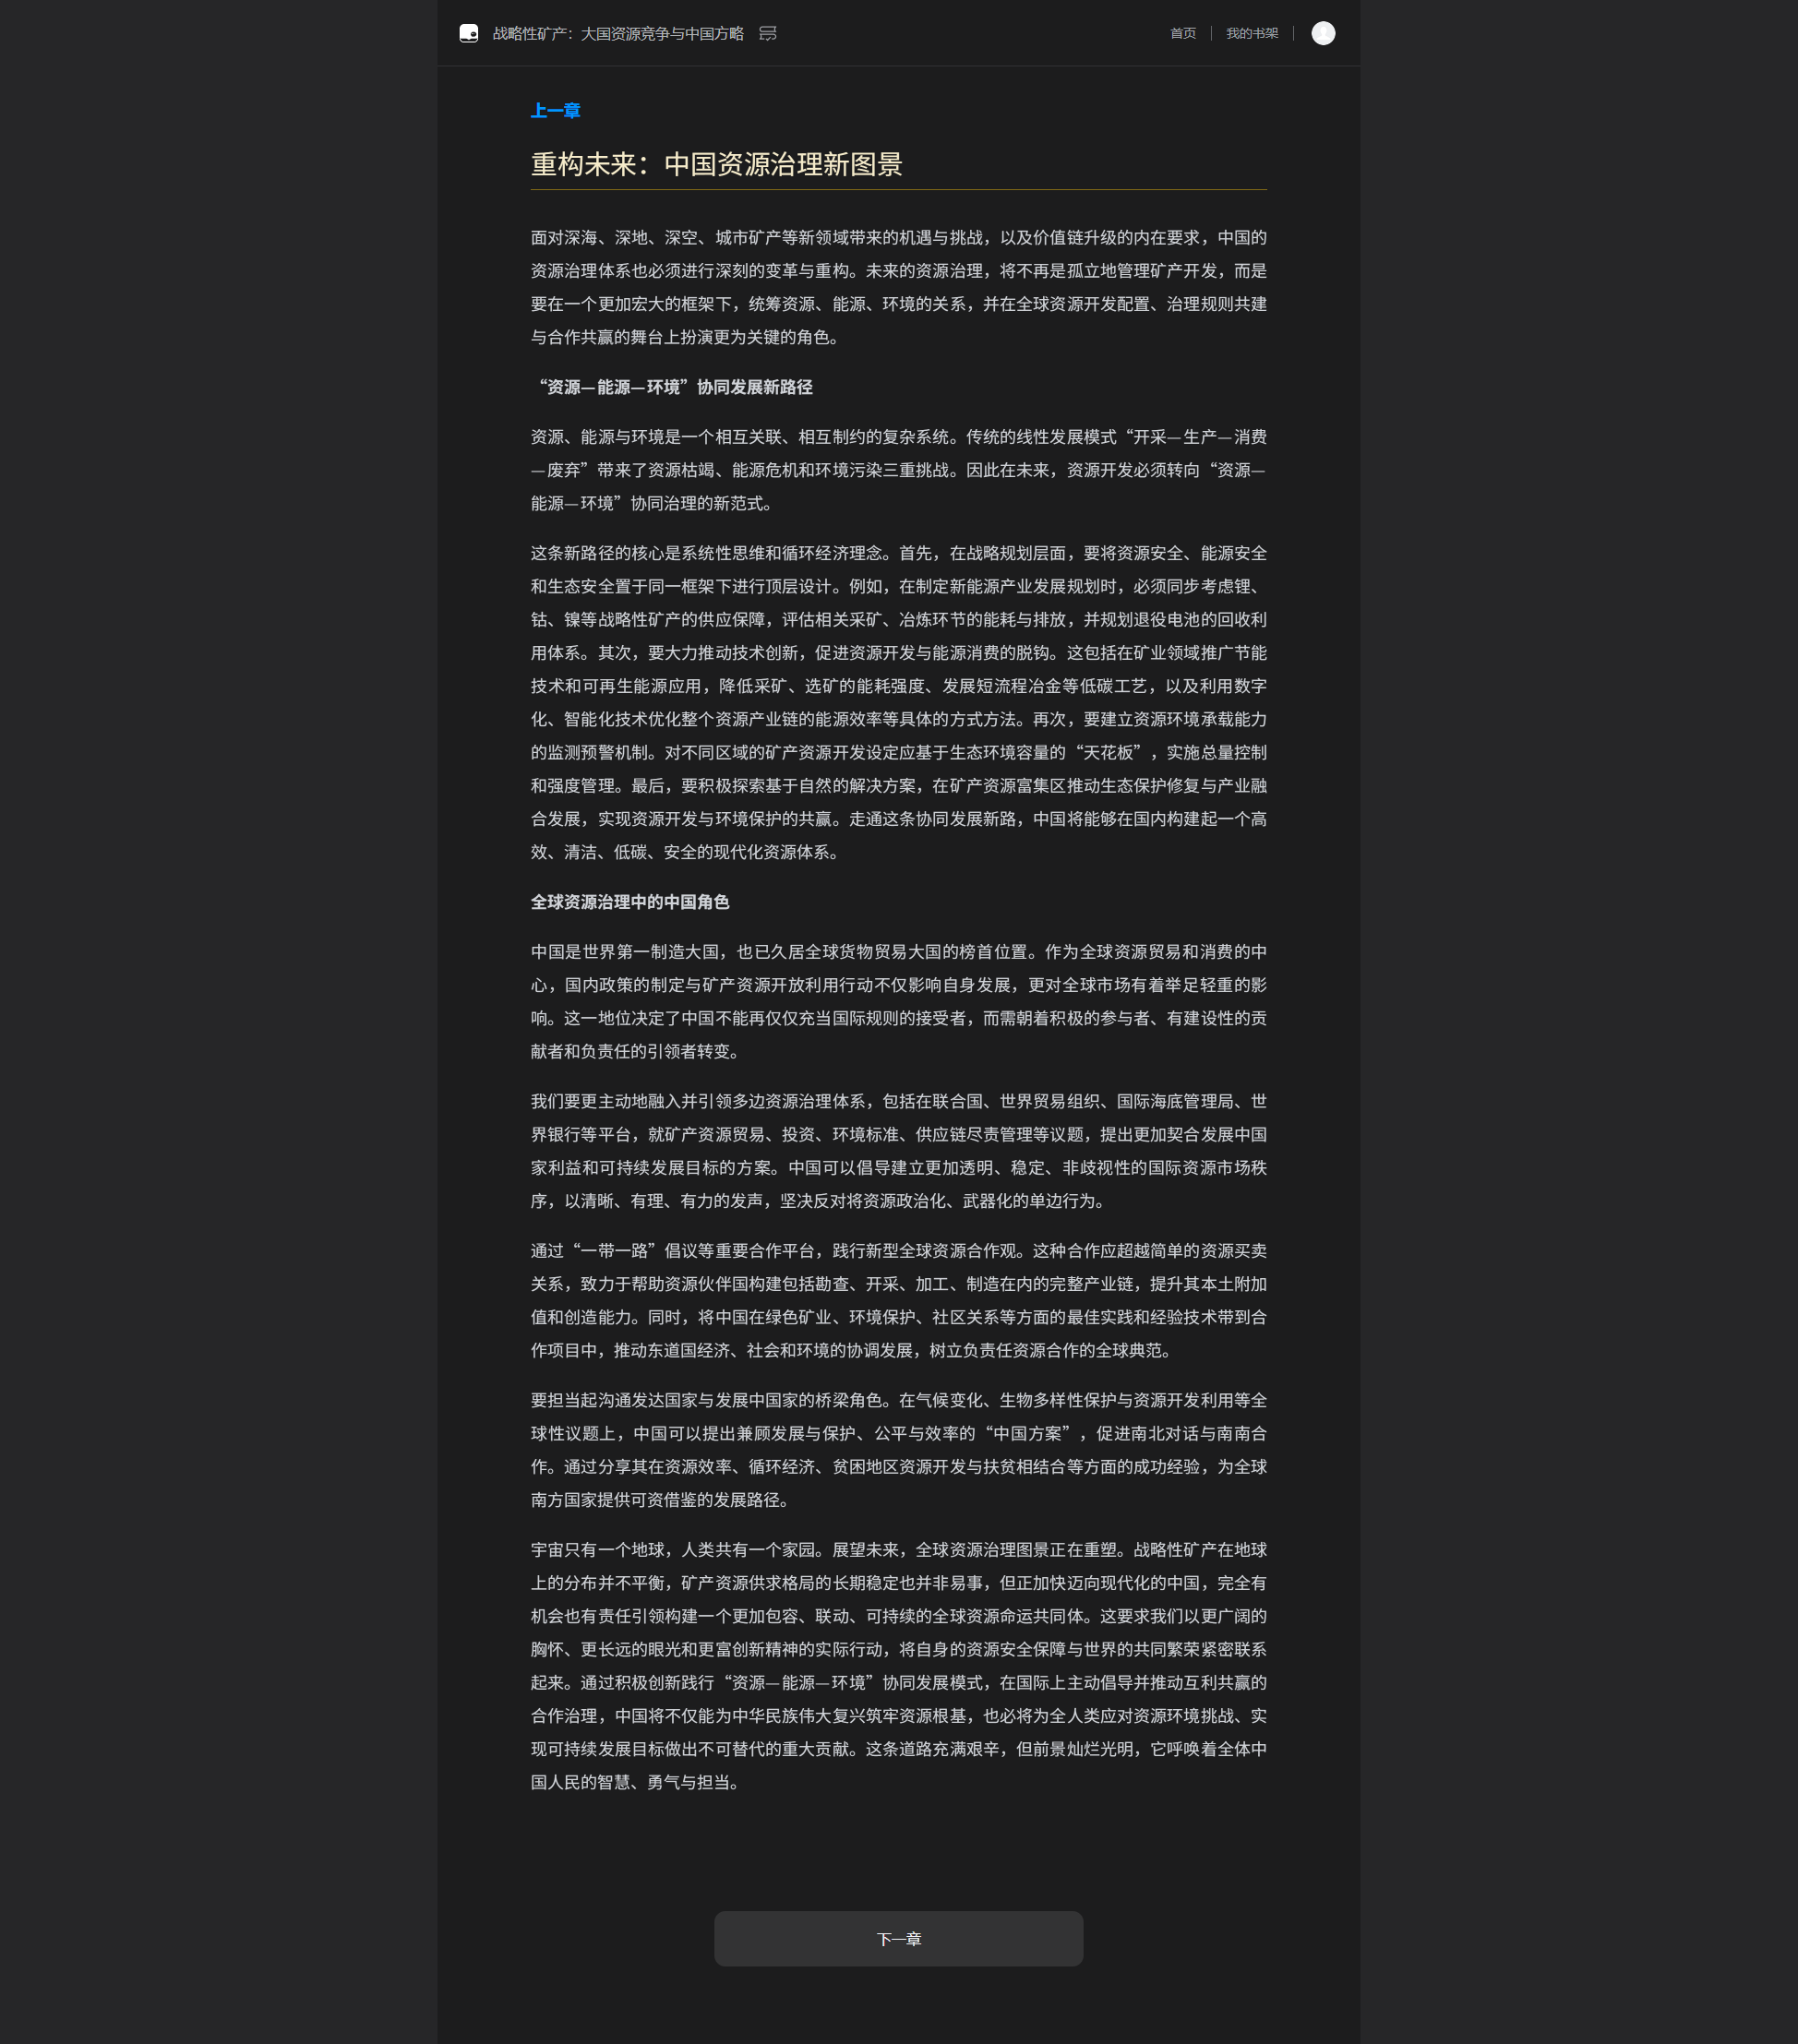 战略性矿产：大国资源竞争与中国方略
首页
我的书架
上一章
重构未来：中国资源治理新图景
面对深海、深地、深空、城市矿产等新领域带来的机遇与挑战，以及价值链升级的内在要求，中国的
资源治理体系也必须进行深刻的变革与重构。未来的资源治理，将不再是孤立地管理矿产开发，而是
要在一个更加宏大的框架下，统筹资源、能源、环境的关系，并在全球资源开发配置、治理规则共建
与合作共赢的舞台上扮演更为关键的角色。
“资源—能源—环境”协同发展新路径
资源、能源与环境是一个相互关联、相互制约的复杂系统。传统的线性发展模式“开采—生产—消费
—废弃”带来了资源枯竭、能源危机和环境污染三重挑战。因此在未来，资源开发必须转向“资源—
能源—环境”协同治理的新范式。
这条新路径的核心是系统性思维和循环经济理念。首先，在战略规划层面，要将资源安全、能源安全
和生态安全置于同一框架下进行顶层设计。例如，在制定新能源产业发展规划时，必须同步考虑锂、
钴、镍等战略性矿产的供应保障，评估相关采矿、冶炼环节的能耗与排放，并规划退役电池的回收利
用体系。其次，要大力推动技术创新，促进资源开发与能源消费的脱钩。这包括在矿业领域推广节能
技术和可再生能源应用，降低采矿、选矿的能耗强度、发展短流程冶金等低碳工艺，以及利用数字
化、智能化技术优化整个资源产业链的能源效率等具体的方式方法。再次，要建立资源环境承载能力
的监测预警机制。对不同区域的矿产资源开发设定应基于生态环境容量的“天花板”，实施总量控制
和强度管理。最后，要积极探索基于自然的解决方案，在矿产资源富集区推动生态保护修复与产业融
合发展，实现资源开发与环境保护的共赢。走通这条协同发展新路，中国将能够在国内构建起一个高
效、清洁、低碳、安全的现代化资源体系。
全球资源治理中的中国角色
中国是世界第一制造大国，也已久居全球货物贸易大国的榜首位置。作为全球资源贸易和消费的中
心，国内政策的制定与矿产资源开放利用行动不仅影响自身发展，更对全球市场有着举足轻重的影
响。这一地位决定了中国不能再仅仅充当国际规则的接受者，而需朝着积极的参与者、有建设性的贡
献者和负责任的引领者转变。
我们要更主动地融入并引领多边资源治理体系，包括在联合国、世界贸易组织、国际海底管理局、世
界银行等平台，就矿产资源贸易、投资、环境标准、供应链尽责管理等议题，提出更加契合发展中国
家利益和可持续发展目标的方案。中国可以倡导建立更加透明、稳定、非歧视性的国际资源市场秩
序，以清晰、有理、有力的发声，坚决反对将资源政治化、武器化的单边行为。
通过“一带一路”倡议等重要合作平台，践行新型全球资源合作观。这种合作应超越简单的资源买卖
关系，致力于帮助资源伙伴国构建包括勘查、开采、加工、制造在内的完整产业链，提升其本土附加
值和创造能力。同时，将中国在绿色矿业、环境保护、社区关系等方面的最佳实践和经验技术带到合
作项目中，推动东道国经济、社会和环境的协调发展，树立负责任资源合作的全球典范。
要担当起沟通发达国家与发展中国家的桥梁角色。在气候变化、生物多样性保护与资源开发利用等全
球性议题上，中国可以提出兼顾发展与保护、公平与效率的“中国方案”，促进南北对话与南南合
作。通过分享其在资源效率、循环经济、贫困地区资源开发与扶贫相结合等方面的成功经验，为全球
南方国家提供可资借鉴的发展路径。
宇宙只有一个地球，人类共有一个家园。展望未来，全球资源治理图景正在重塑。战略性矿产在地球
上的分布并不平衡，矿产资源供求格局的长期稳定也并非易事，但正加快迈向现代化的中国，完全有
机会也有责任引领构建一个更加包容、联动、可持续的全球资源命运共同体。这要求我们以更广阔的
胸怀、更长远的眼光和更富创新精神的实际行动，将自身的资源安全保障与世界的共同繁荣紧密联系
起来。通过积极创新践行“资源—能源—环境”协同发展模式，在国际上主动倡导并推动互利共赢的
合作治理，中国将不仅能为中华民族伟大复兴筑牢资源根基，也必将为全人类应对资源环境挑战、实
现可持续发展目标做出不可替代的重大贡献。这条道路充满艰辛，但前景灿烂光明，它呼唤着全体中
国人民的智慧、勇气与担当。
下一章